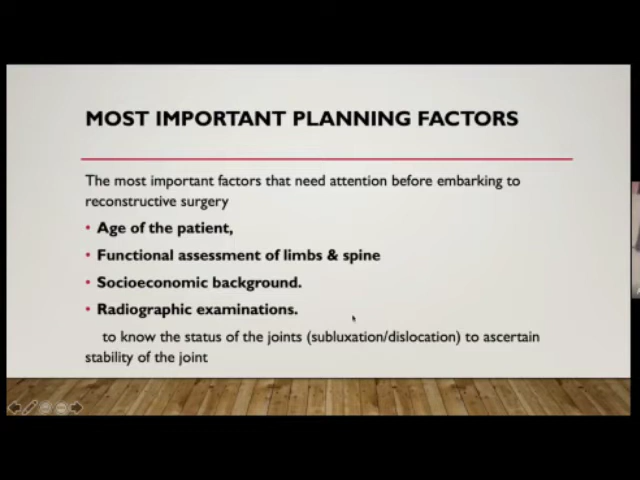 MOST IMPORTANT PLANNING FACTORS
The most important factors that need attention before embarking to
reconstructive surgery
• Age of the patient,
• Functional assessment of limbs & spine
• Socioeconomic background.
• Radiographic examinations.
to know the status of the joints (subluxation/dislocation) to ascertain
stability of the joint